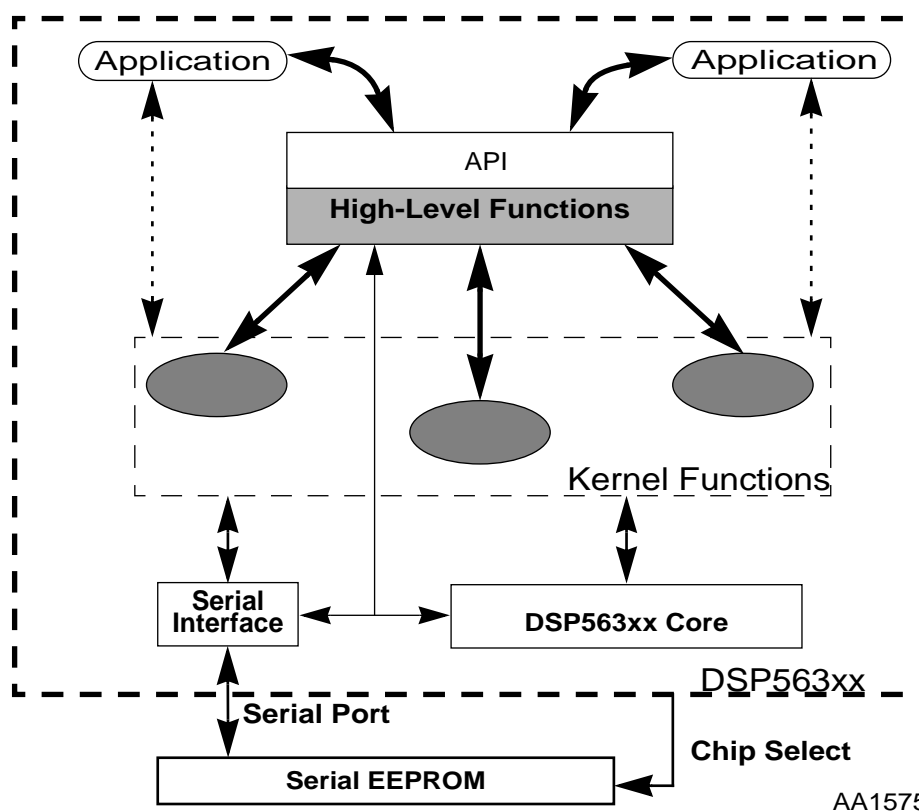 Application
Application
API
High-Level Functions
Kernel Functions
Serial
Interface
DSP563xx Core
DSP563xx
Serial Port
Chip Select
Serial EEPROM
AA1575